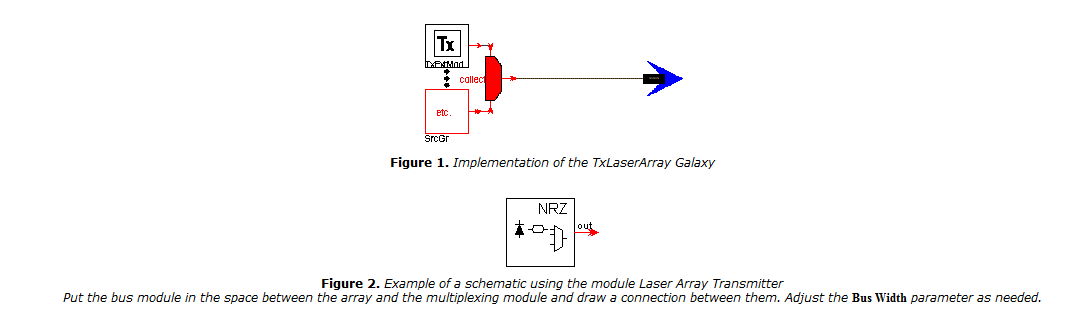 Tx
TxExtMod
collect
etc.
SrcGr
Figure 1. Implementation of the TxLaserArray Galaxy
NRZ
out
Figure 2. Example of a schematic using the module Laser Array Transmitter
Put the bus module in the space between the array and the multiplexing module and draw a connection between them. Adjust the Bus Width parameter as needed.